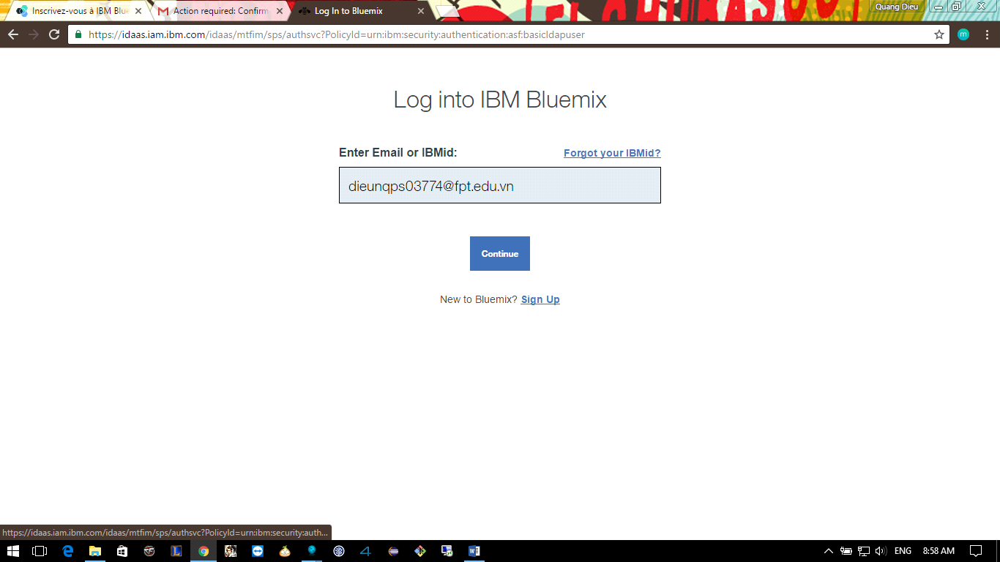 Inscrivez-vous à IBM Blue
Action required: Confirm
Log In to Bluemix
Quang Dieu
https://idaas.iam.ibm.com/idaas/mtfim/sps/authsvc?PolicyId=urn:ibm:security:authentication:asf:basicldapuser
m
Log into IBM Bluemix
Enter Email or IBMid:
Forgot your IBMid?
dieunqps03774@fpt.edu.vn
Continue
New to Bluemix? Sign Up
https://idaas.iam.ibm.com/idaas/mtfim/sps/authsvc?PolicyId=urn:ibm:security:auth...
ENG
8:58 AM